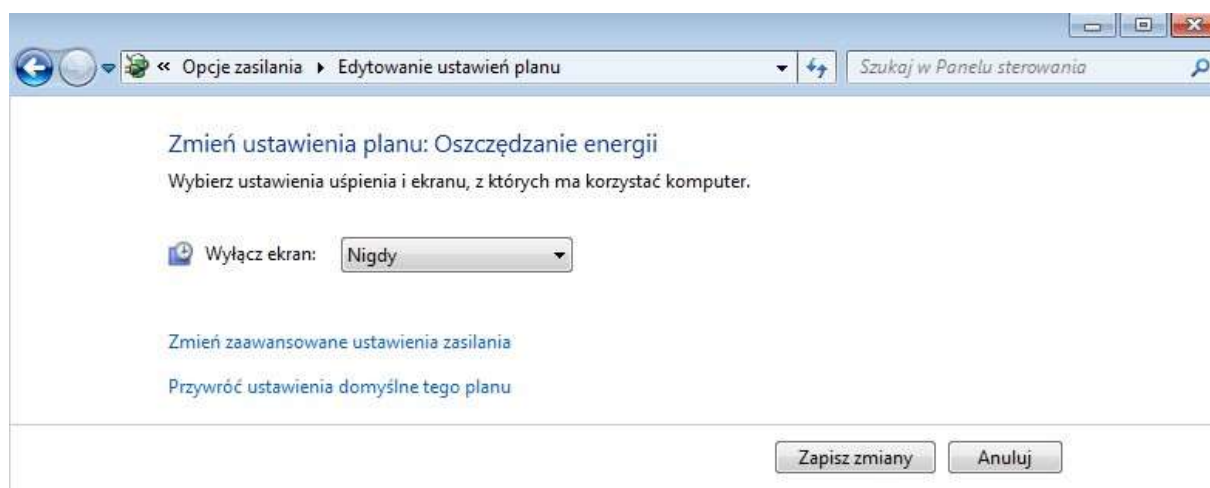 « Opcje zasilania ▸ Edytowanie ustawień planu Szukaj w Panelu sterowania
Zmień ustawienia planu: Oszczędzanie energii
Wybierz ustawienia uśpienia i ekranu, z których ma korzystać komputer.
Wyłącz ekran: Nigdy
Zmień zaawansowane ustawienia zasilania
Przywróć ustawienia domyślne tego planu
Zapisz zmiany Anuluj